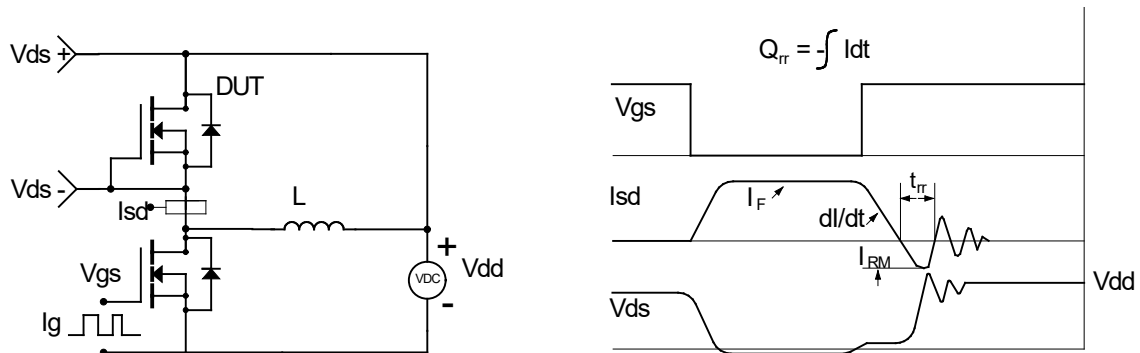 Vds +
DUT
Vds -
Isd
L
+
Vgs
VDC
Vdd
-
Ig
Qrr = -∫ Idt
Vgs
Isd
IF
trr
dI/dt
IRM
Vds
Vdd